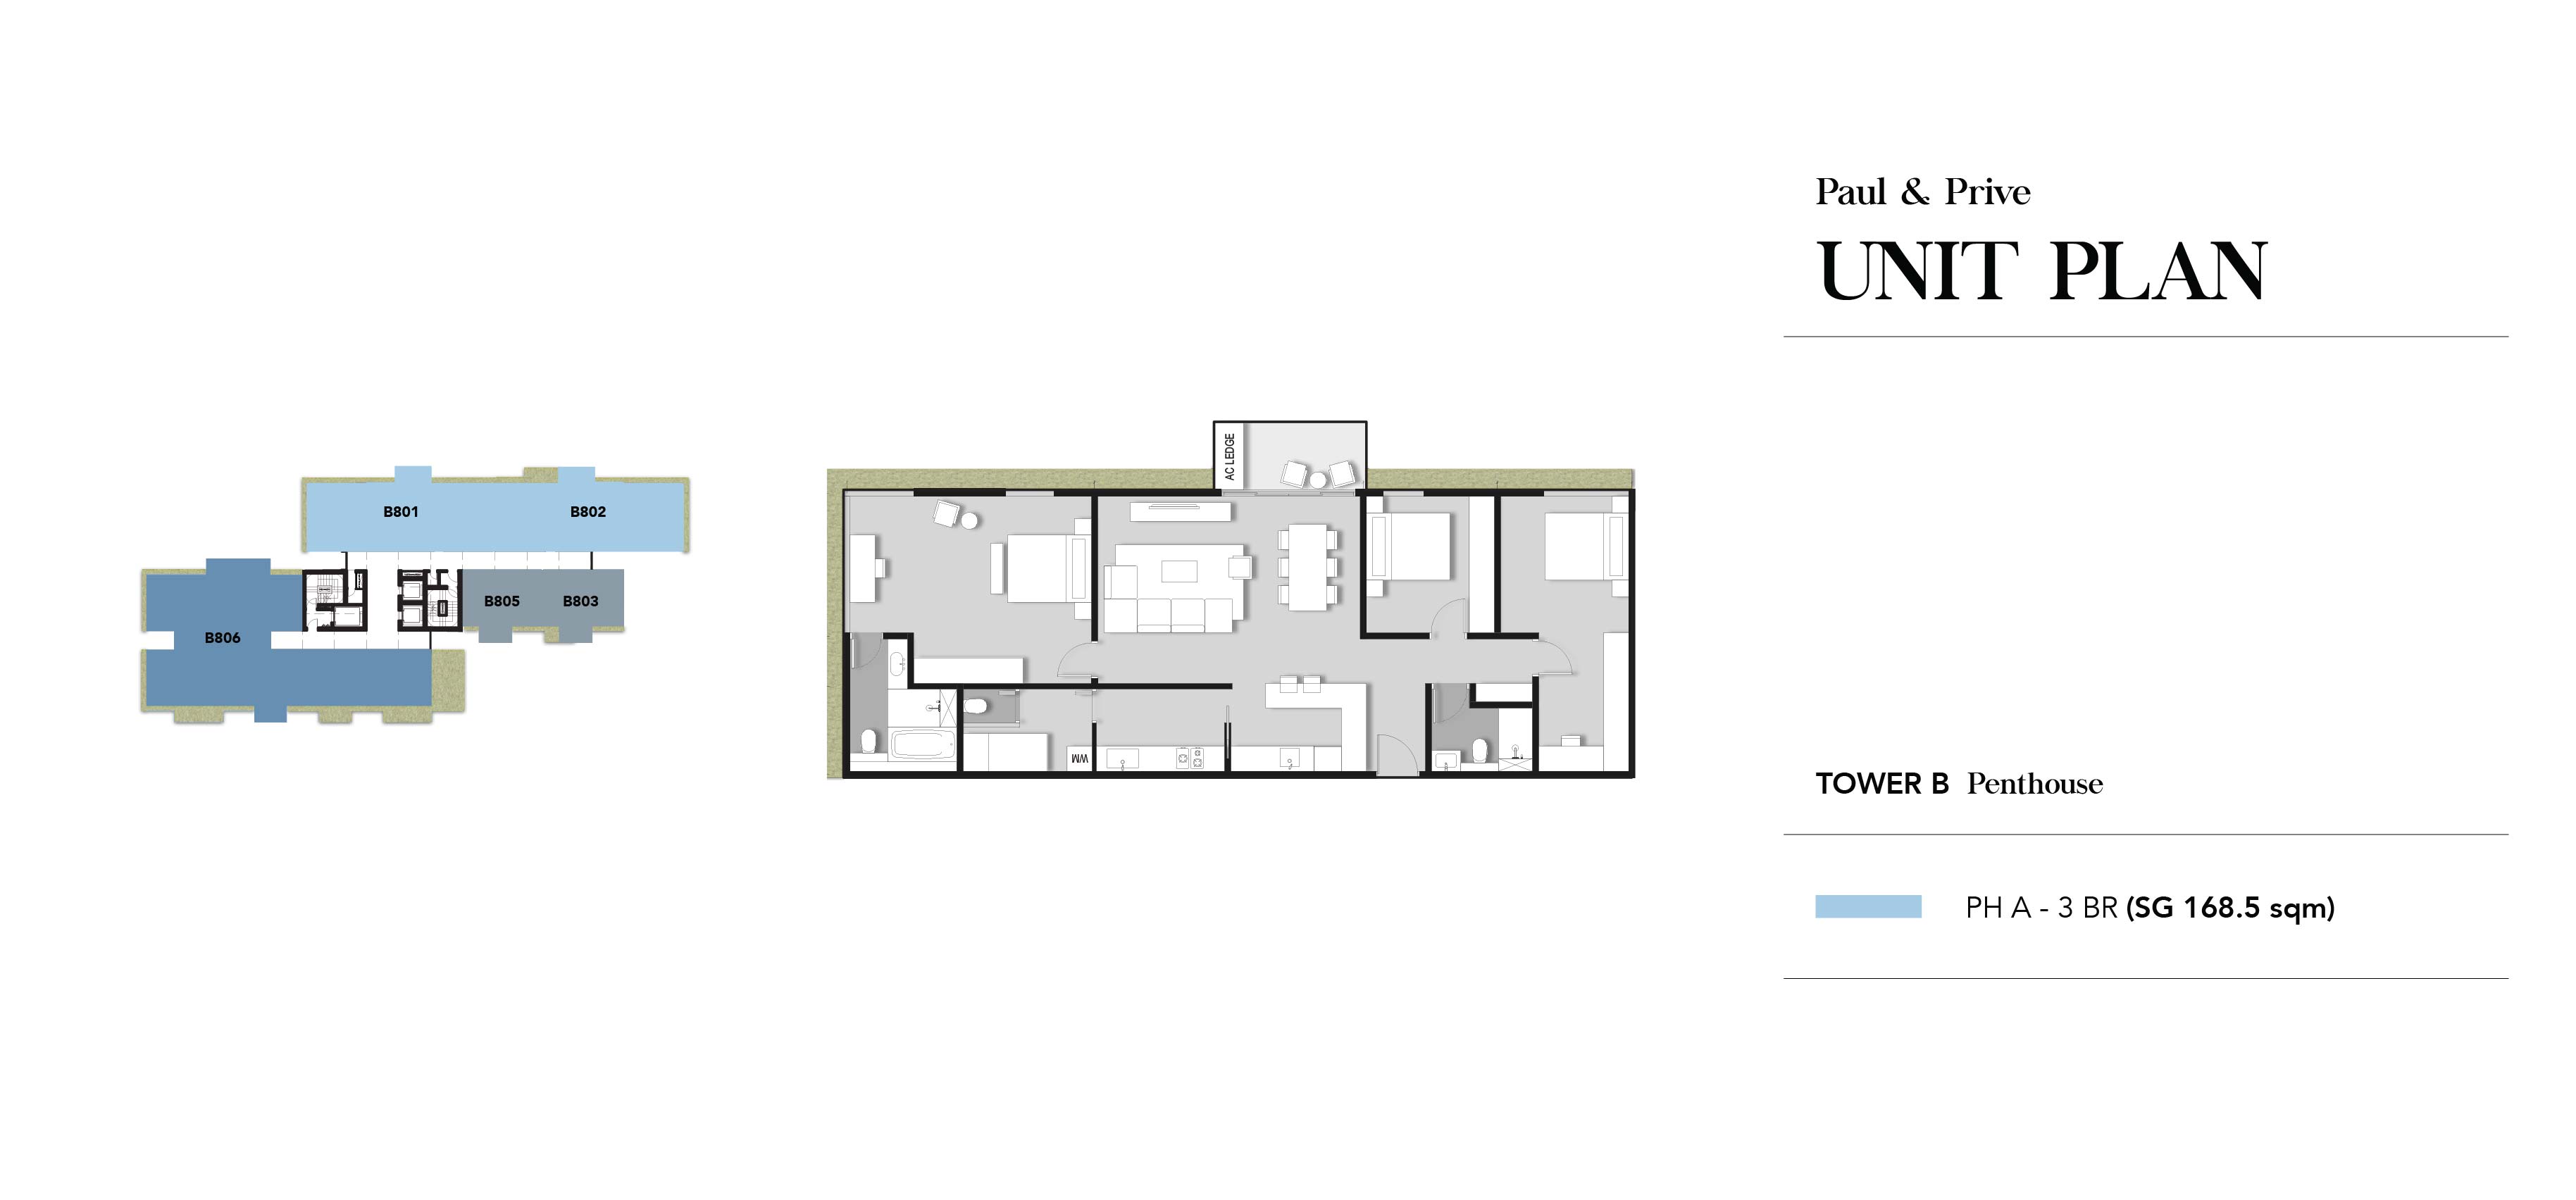 Paul & Prive
UNIT PLAN
AC LEDGE
B801
B802
B805
B803
B806
WM
TOWER B Penthouse
PH A - 3 BR (SG 168.5 sqm)